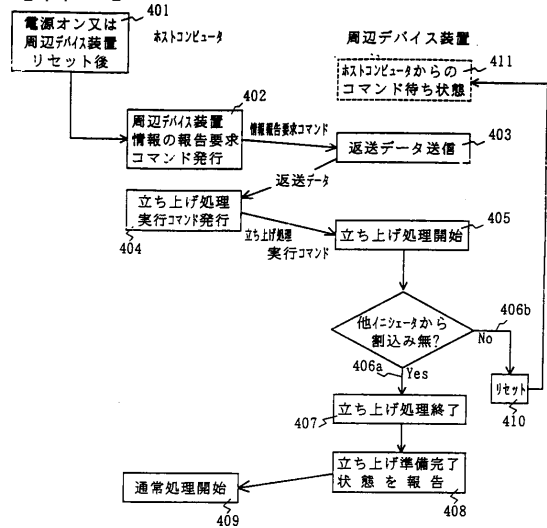 401
電源オン又は
周辺デバイス装置
リセット後
ホストコンピュータ
周辺デバイス装置
411
ホストコンピュータからの
コマンド待ち状態
402
周辺デバイス装置
情報の報告要求
コマンド発行
情報報告要求コマンド
403
返送データ送信
返送データ
立ち上げ処理
実行コマンド発行
404
立ち上げ処理
実行コマンド
405
立ち上げ処理開始
他イニシエータから
割込み無?
406b
No
406a
Yes
リセット
410
407
立ち上げ処理終了
立ち上げ準備完了
状態を報告
408
通常処理開始
409